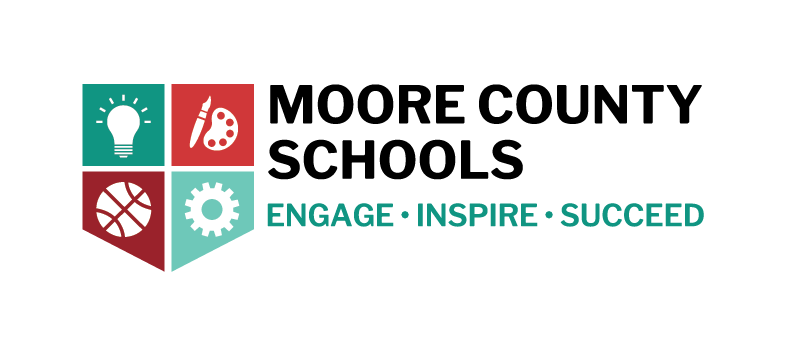 MOORE COUNTY
SCHOOLS
ENGAGE • INSPIRE • SUCCEED